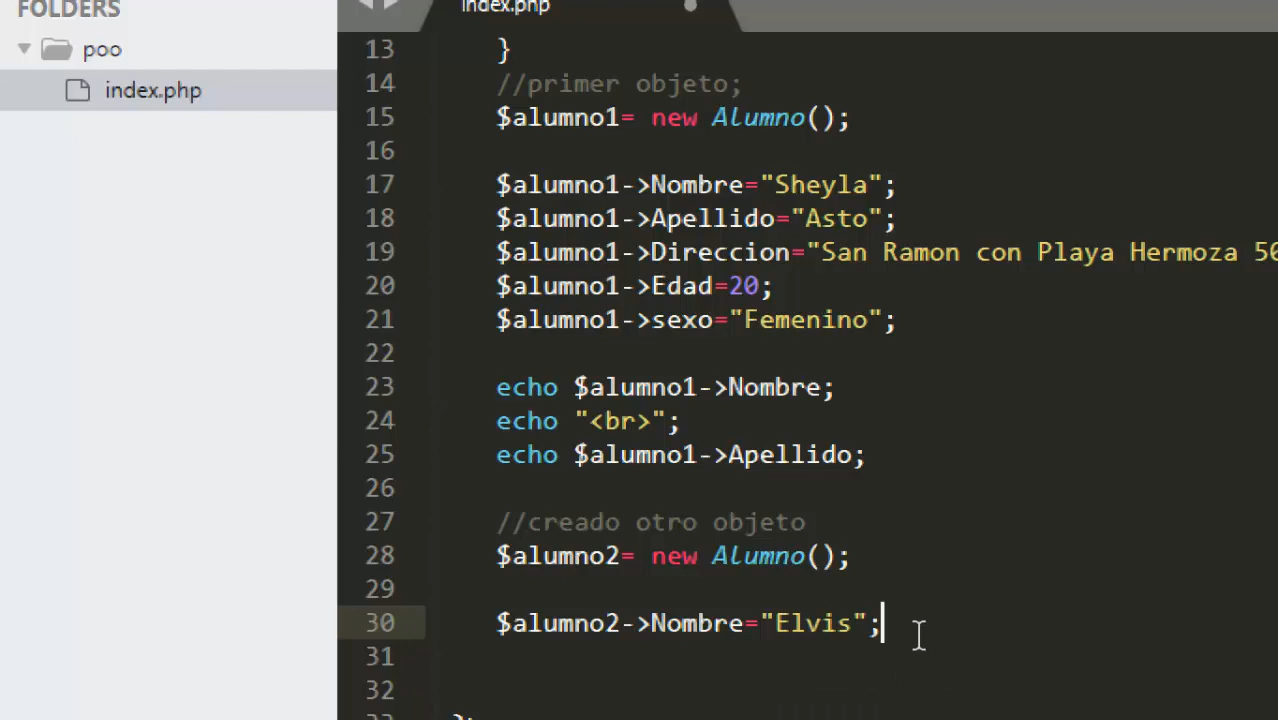 FOLDERS
poo
index.php
index.php
13 }
14 //primer objeto;
15 $alumno1= new Alumno();
16
17 $alumno1->Nombre="Sheyla";
18 $alumno1->Apellido="Asto";
19 $alumno1->Direccion="San Ramon con Playa Hermoza 50
20 $alumno1->Edad=20;
21 $alumno1->sexo="Femenino";
22
23 echo $alumno1->Nombre;
24 echo "<br>";
25 echo $alumno1->Apellido;
26
27 //creado otro objeto
28 $alumno2= new Alumno();
29
30 $alumno2->Nombre="Elvis";
31
32